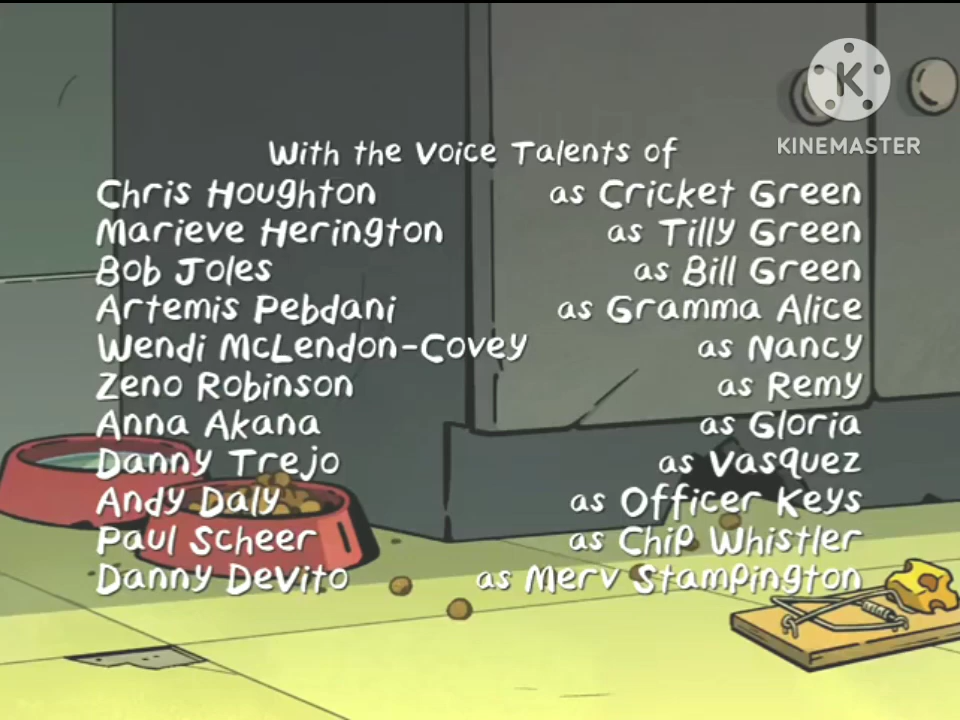 K
KINEMASTER
With the Voice Talents of
Chris Houghton as Cricket Green
Marieve Herington as Tilly Green
Bob Joles as Bill Green
Artemis Pebdani as Gramma Alice
Wendi McLendon-Covey as Nancy
Zeno Robinson as Remy
Anna Akana as Gloria
Danny Trejo as Vasquez
Andy Daly as Officer Keys
Paul Scheer as Chip Whistler
Danny DeVito as Merv Stampington